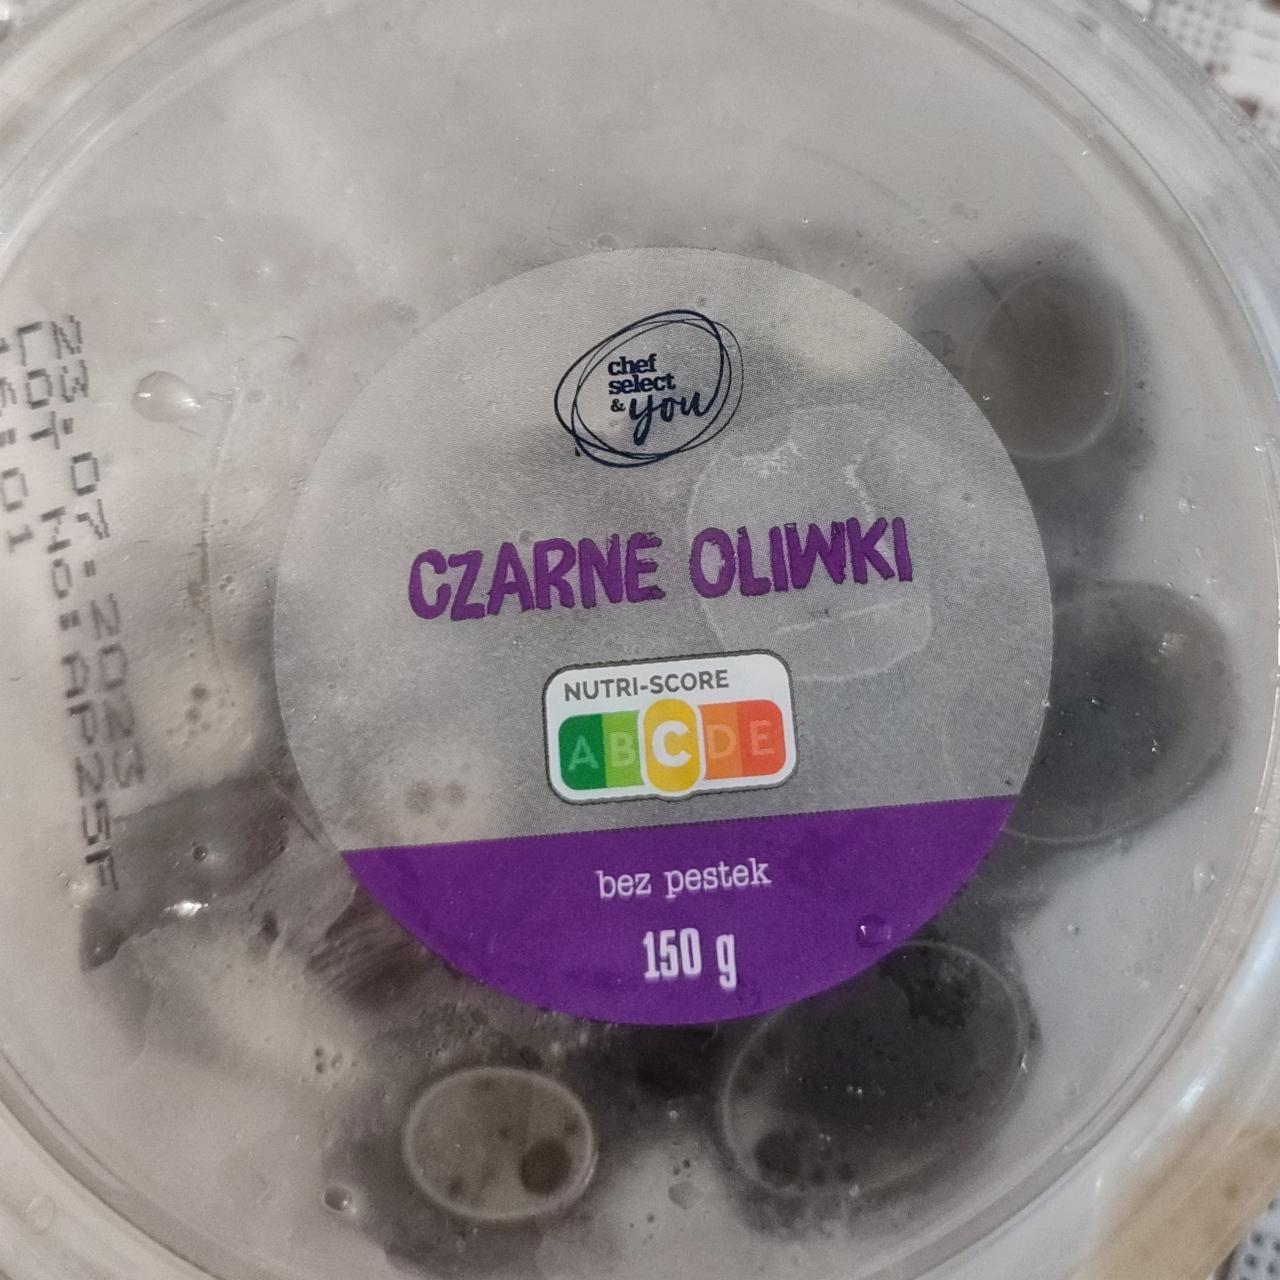 chef
select
& you
CZARNE OLIWKI
NUTRI-SCORE
A B C D E
bez pestek
150 g
23.07.2023
LOT No: AP25F